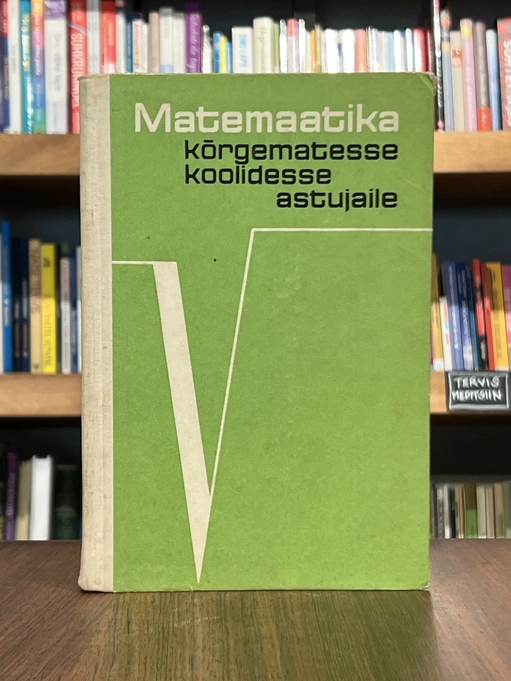 Matemaatika
kõrgematesse
koolidesse
astujaile
TERVIS
MEDITSIIN